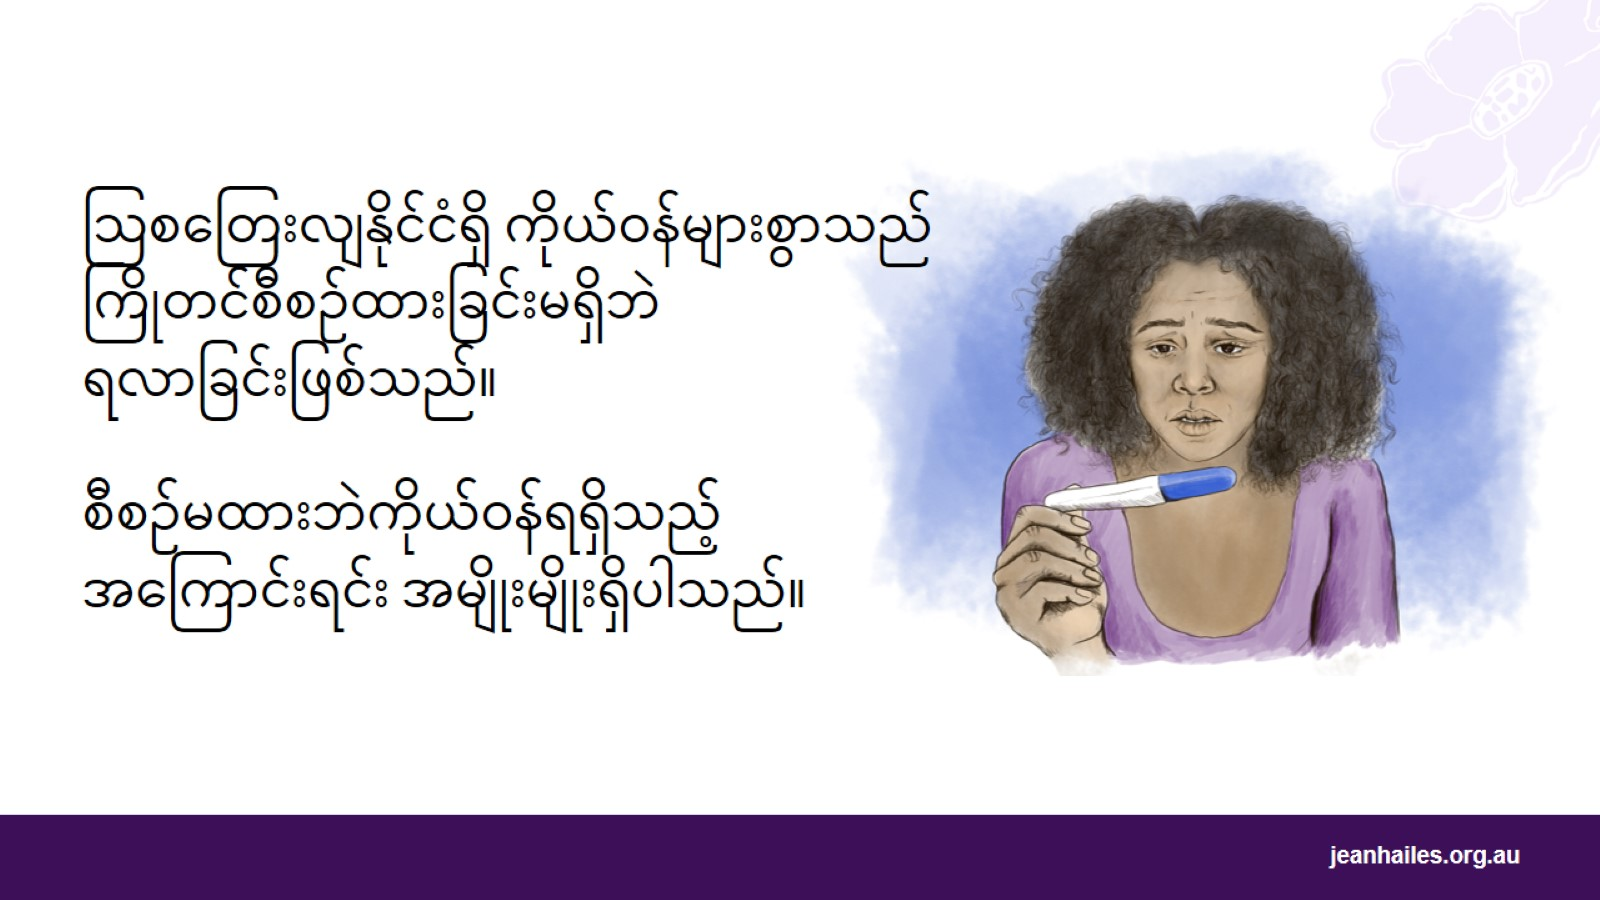 ဩစတြေးလျနိုင်ငံရှိ ကိုယ်ဝန်များစွာသည်
ကြိုတင်စီစဉ်ထားခြင်းမရှိဘဲ
ရလာခြင်းဖြစ်သည်။
စီစဉ်မထားဘဲကိုယ်ဝန်ရရှိသည့်
အကြောင်းရင်း အမျိုးမျိုးရှိပါသည်။
jeanhailes.org.au